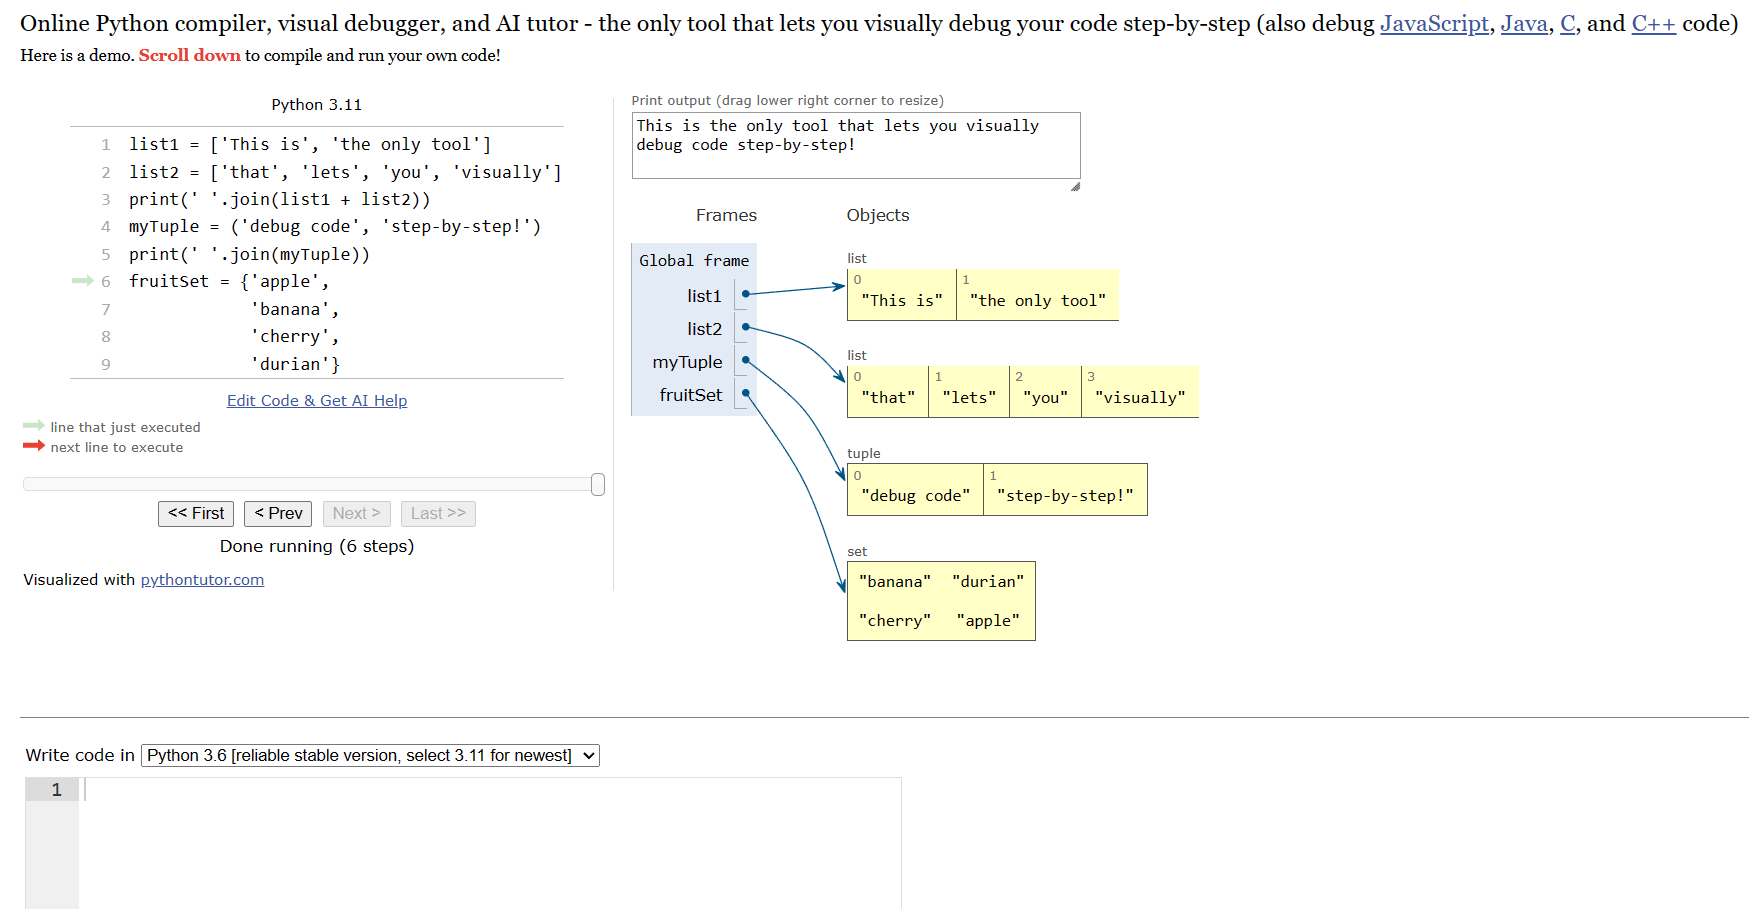 Online Python compiler, visual debugger, and AI tutor - the only tool that lets you visually debug your code step-by-step (also debug JavaScript, Java, C, and C++ code)
Here is a demo. Scroll down to compile and run your own code!
Python 3.11
1 list1 = ['This is', 'the only tool']
2 list2 = ['that', 'lets', 'you', 'visually']
3 print(' '.join(list1 + list2))
4 myTuple = ('debug code', 'step-by-step!')
5 print(' '.join(myTuple))
6 fruitSet = {'apple',
7 'banana',
8 'cherry',
9 'durian'}
Edit Code & Get AI Help
line that just executed
next line to execute
<< First < Prev Next > Last >>
Done running (6 steps)
Visualized with pythontutor.com
Print output (drag lower right corner to resize)
This is the only tool that lets you visually
debug code step-by-step!
Frames Objects
Global frame
list1
list2
myTuple
fruitSet
list
0 1
"This is" "the only tool"
list
0 1 2 3
"that" "lets" "you" "visually"
tuple
0 1
"debug code" "step-by-step!"
set
"banana" "durian"
"cherry" "apple"
Write code in Python 3.6 [reliable stable version, select 3.11 for newest]
1